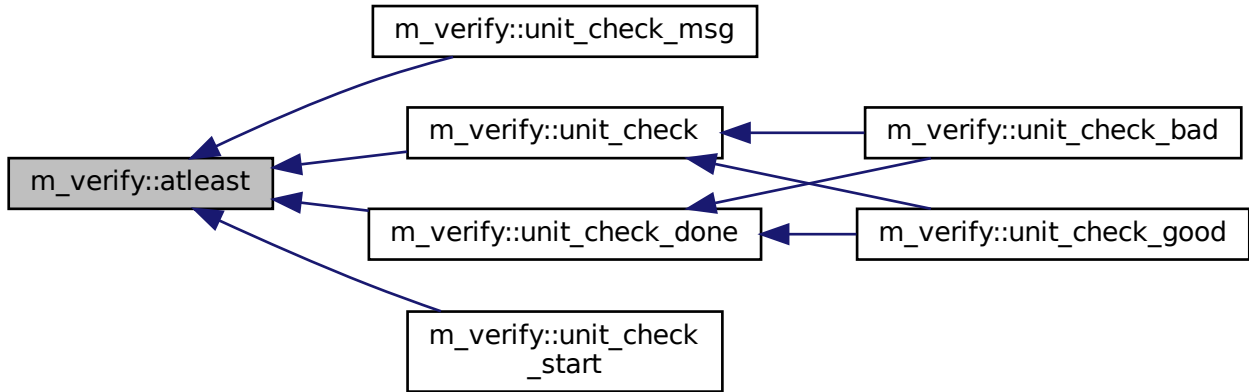 m_verify::unit_check_msg
m_verify::unit_check
m_verify::unit_check_bad
m_verify::atleast
m_verify::unit_check_done
m_verify::unit_check_good
m_verify::unit_check
_start